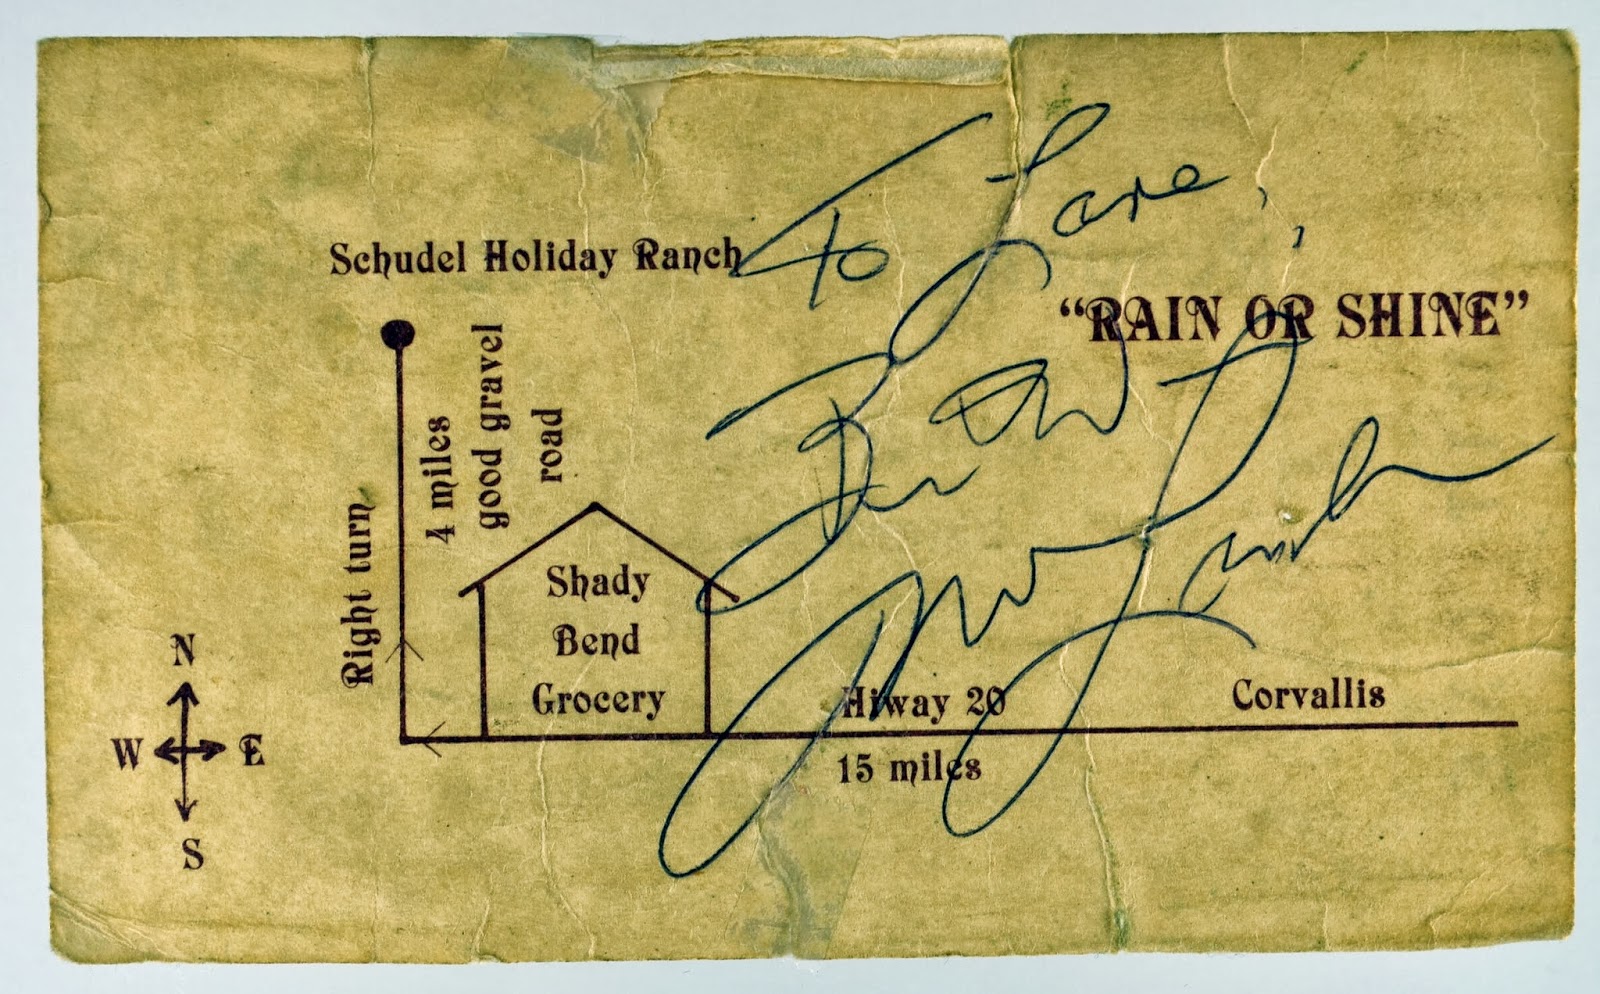 Schudel Holiday Ranch
To Lane,
"RAIN OR SHINE"
4 miles
good gravel
road
Right turn
Shady
Bend
Grocery
Hiway 20
Corvallis
15 miles
N
W E
S